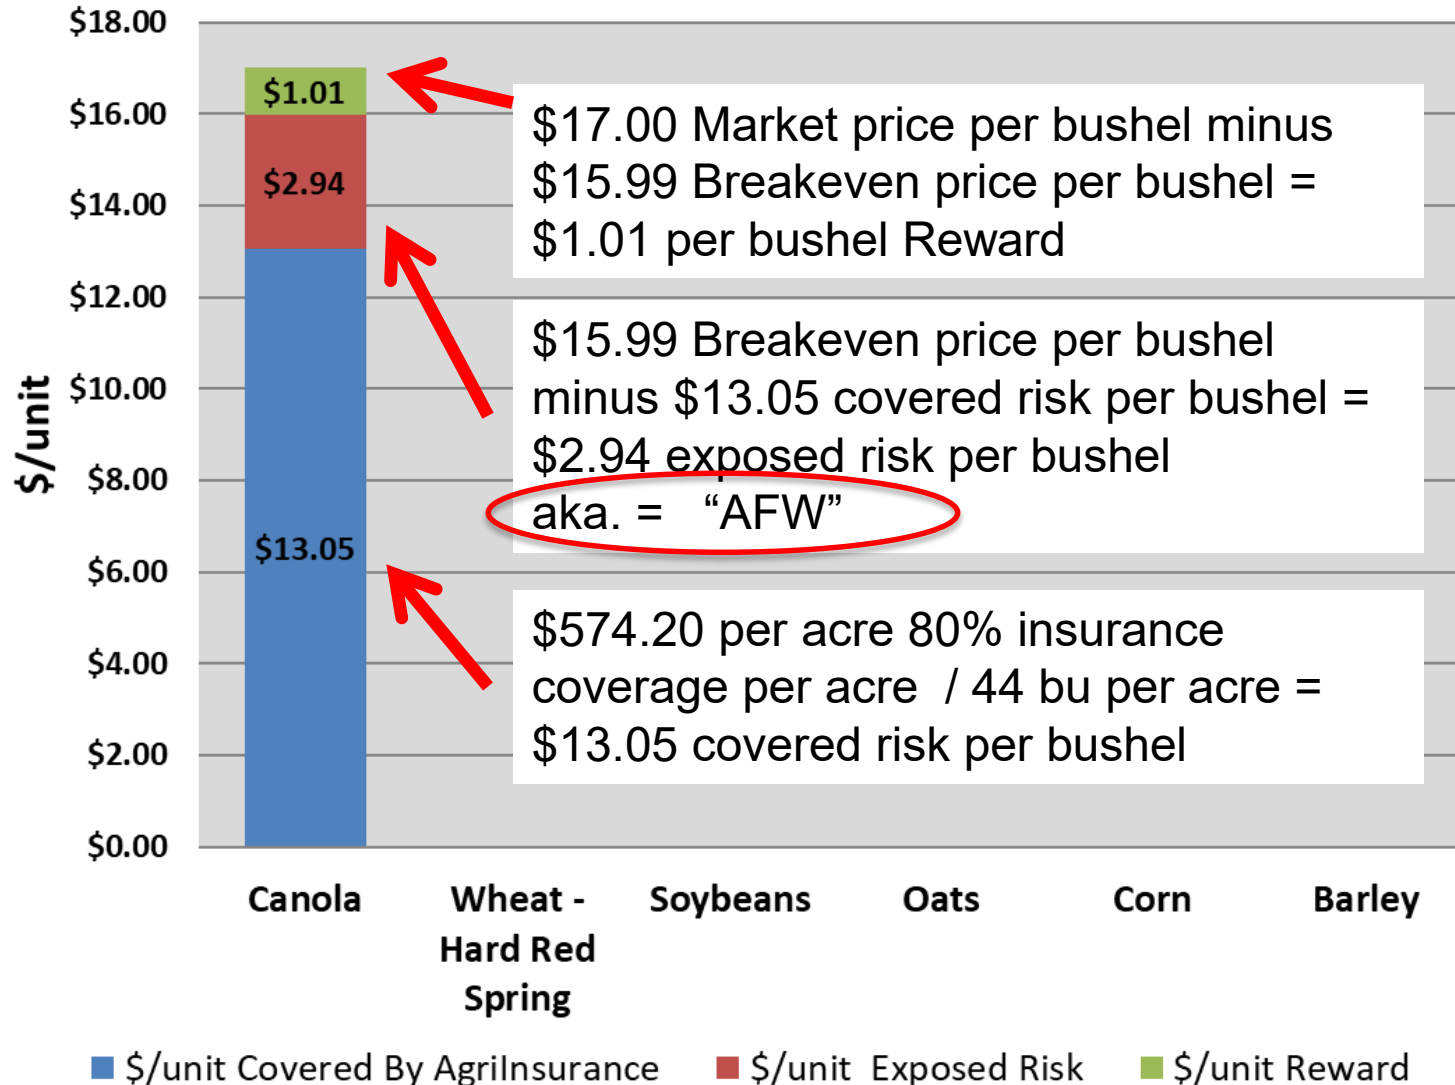 $18.00
$16.00
$14.00
$12.00
$10.00
$8.00
$6.00
$4.00
$2.00
$0.00
$/unit
$1.01
$2.94
$13.05
$17.00 Market price per bushel minus
$15.99 Breakeven price per bushel =
$1.01 per bushel Reward
$15.99 Breakeven price per bushel
minus $13.05 covered risk per bushel =
$2.94 exposed risk per bushel
aka. = “AFW”
$574.20 per acre 80% insurance
coverage per acre / 44 bu per acre =
$13.05 covered risk per bushel
Canola
Wheat -
Hard Red
Spring
Soybeans
Oats
Corn
Barley
$/unit Covered By AgriInsurance
$/unit Exposed Risk
$/unit Reward